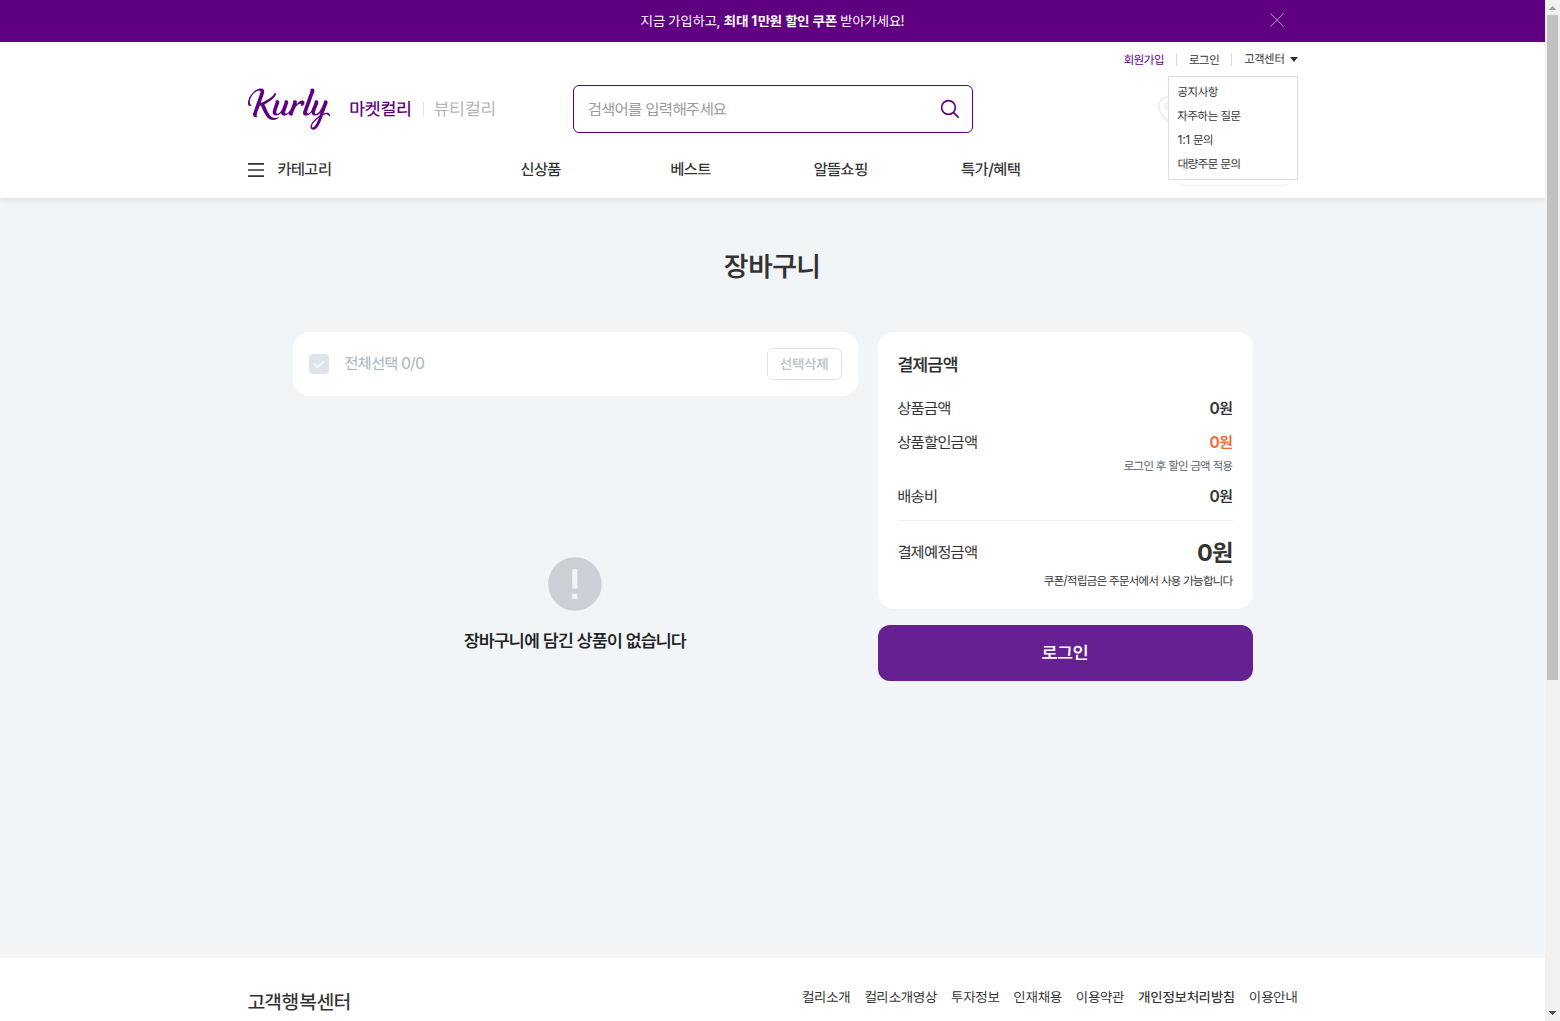 지금 가입하고, 최대 1만원 할인 쿠폰 받아가세요!
회원가입 로그인 고객센터
공지사항
자주하는 질문
1:1 문의
대량주문 문의
Kurly 마켓컬리 뷰티컬리
검색어를 입력해주세요
카테고리 신상품 베스트 알뜰쇼핑 특가/혜택
장바구니
전체선택 0/0 선택삭제
장바구니에 담긴 상품이 없습니다
결제금액
상품금액 0원
상품할인금액 0원
로그인 후 할인 금액 적용
배송비 0원
결제예정금액 0원
쿠폰/적립금은 주문서에서 사용 가능합니다
로그인
고객행복센터
컬리소개 컬리소개영상 투자정보 인재채용 이용약관 개인정보처리방침 이용안내